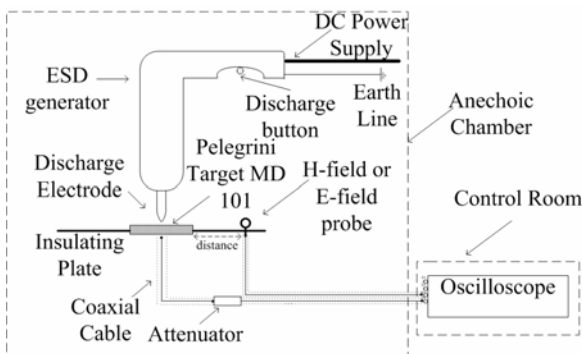 DC Power
Supply
ESD
generator
Discharge
button
Earth
Line
Anechoic
Chamber
Pelegrini
Target MD
101
Discharge
Electrode
H-field or
E-field
probe
Control Room
Insulating
Plate
distance
Oscilloscope
Coaxial
Cable
Attenuator